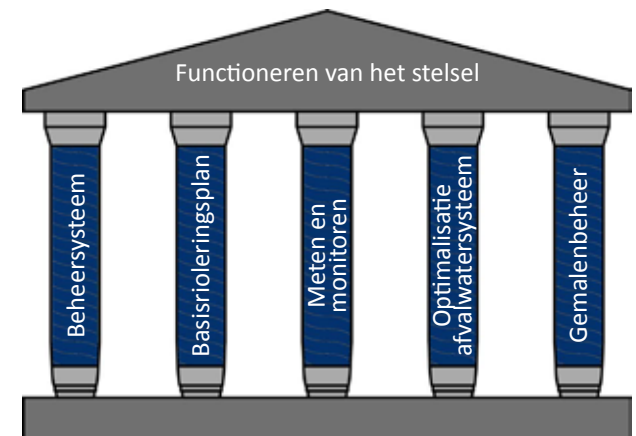 Functioneren van het stelsel
Beheersysteem
Basisrioleringsplan
Meten en
monitoren
Optimalisatie
afvalwatersysteem
Gemalenbeheer